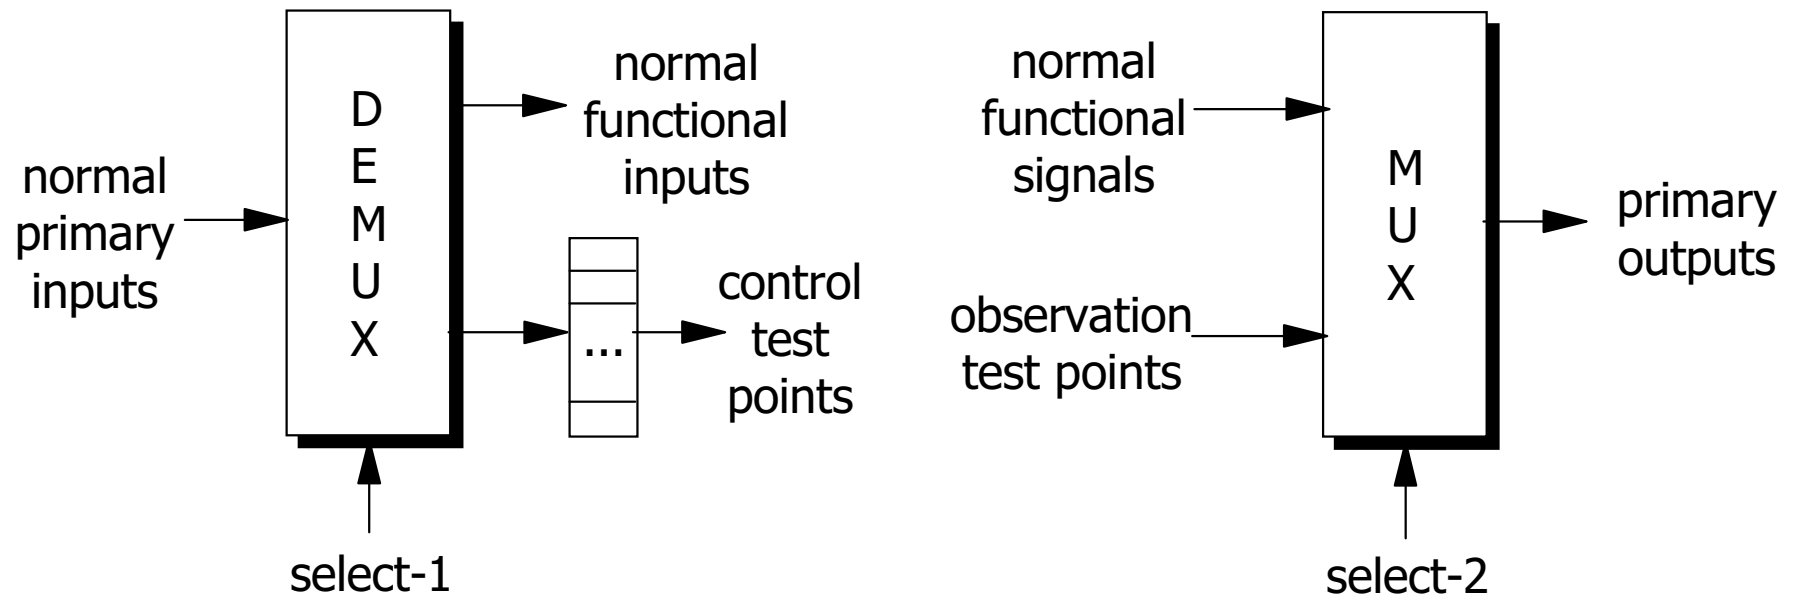 normal
primary
inputs
D
E
M
U
X
select-1
normal
functional
inputs
...
control
test
points
normal
functional
signals
observation
test points
M
U
X
select-2
primary
outputs